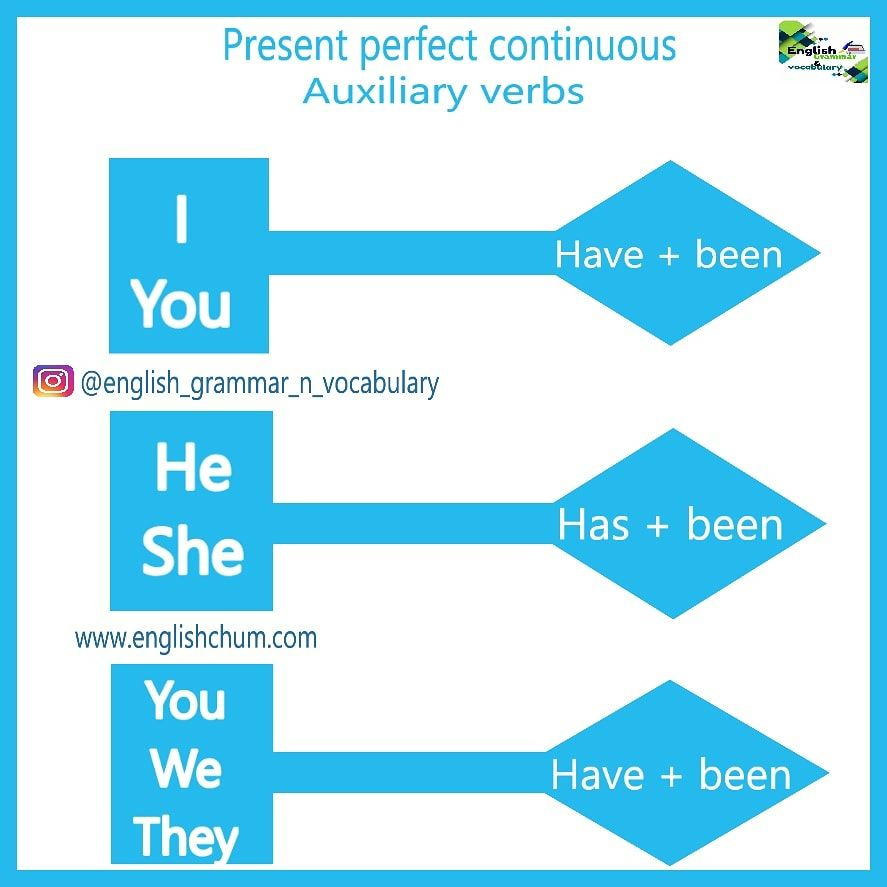 Present perfect continuous
Auxiliary verbs
English
Grammar
&
vocabulary
I
You
Have + been
@english_grammar_n_vocabulary
He
She
Has + been
www.englishchum.com
You
We
They
Have + been